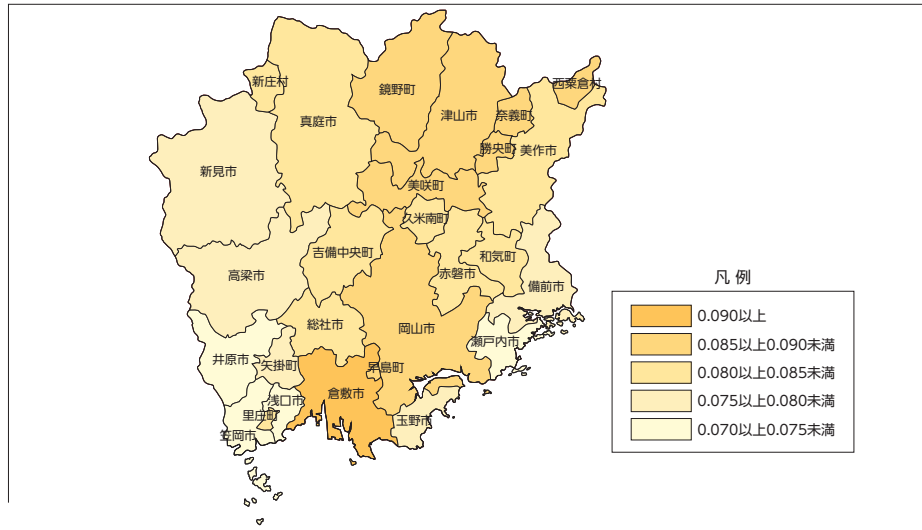 新庄村
鏡野町
西粟倉村
津山市
奈義町
真庭市
勝央町
美作市
新見市
美咲町
久米南町
吉備中央町
和気町
高梁市
赤磐市
備前市
凡 例
総社市
岡山市
瀬戸内市
井原市
矢掛町
早島町
倉敷市
浅口市
里庄町
玉野市
笠岡市
0.090以上
0.085以上0.090未満
0.080以上0.085未満
0.075以上0.080未満
0.070以上0.075未満